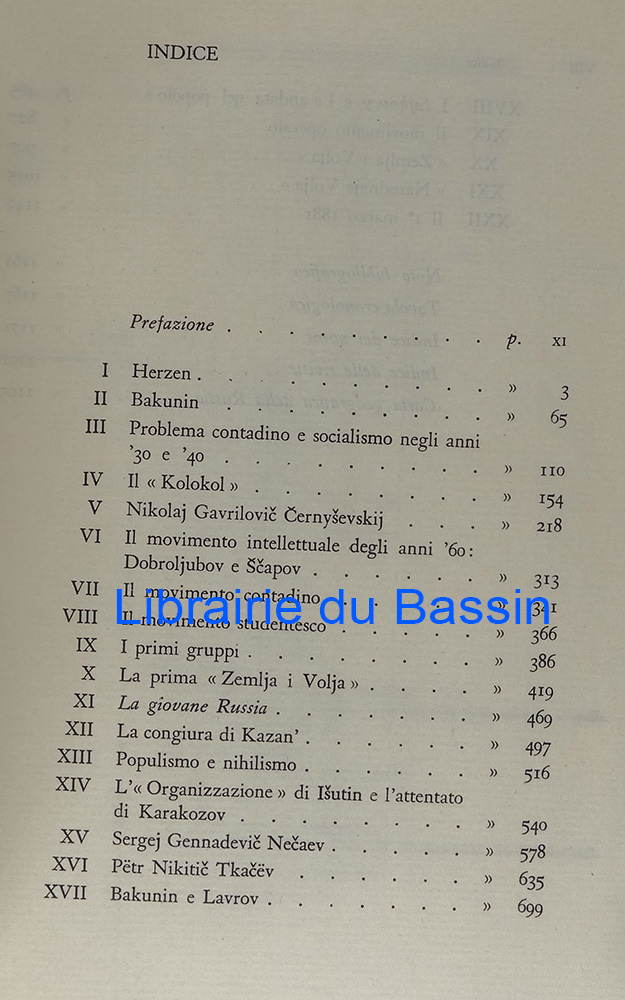 INDICE
Prefazione . . . . . . . . . . p. XI
I Herzen . . . . . . . . . » 3
II Bakunin . . . . . . . . » 65
III Problema contadino e socialismo negli anni
'30 e '40 . . . . . . . . » 110
IV Il « Kolokol » . . . . . . . . » 154
V Nikolaj Gavrilovič Černyševskij . . . » 218
VI Il movimento intellettuale degli anni '60:
Dobroljubov e Ščapov . . . . . . » 313
VII Il movimento contadino . . . . . » 341
VIII Il movimento studentesco . . . . . » 366
IX I primi gruppi . . . . . . . . » 386
X La prima « Zemlja i Volja » . . . . » 419
XI La giovane Russia . . . . . . . » 469
XII La congiura di Kazan' . . . . . . » 497
XIII Populismo e nihilismo . . . . . . » 516
XIV L'« Organizzazione » di Išutin e l'attentato
di Karakozov . . . . . . . . » 540
XV Sergej Gennadevič Nečaev . . . . . » 578
XVI Pëtr Nikitič Tkačëv . . . . . . » 635
XVII Bakunin e Lavrov . . . . . . . » 699
Librairie du Bassin